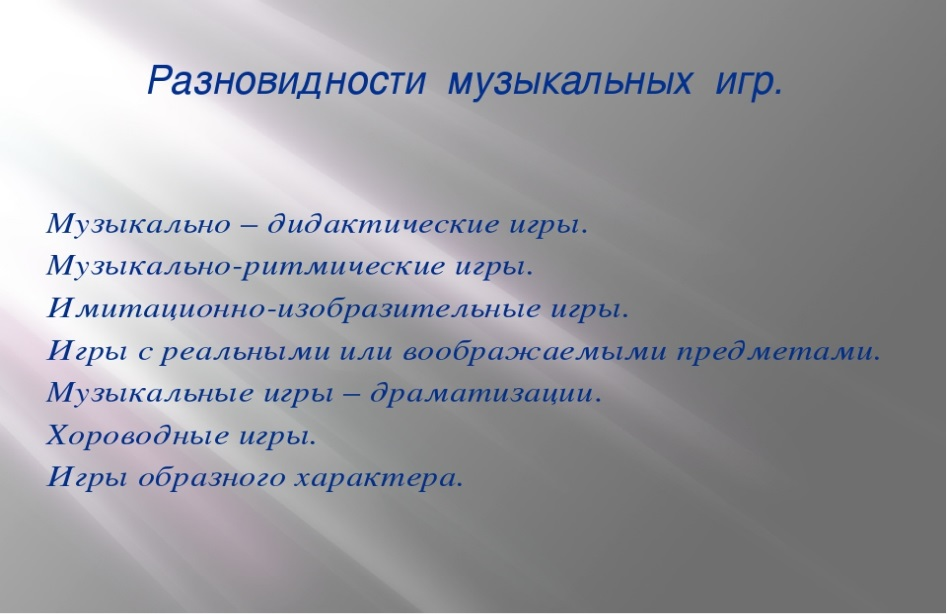 Разновидности музыкальных игр.
Музыкально – дидактические игры.
Музыкально-ритмические игры.
Имитационно-изобразительные игры.
Игры с реальными или воображаемыми предметами.
Музыкальные игры – драматизации.
Хороводные игры.
Игры образного характера.